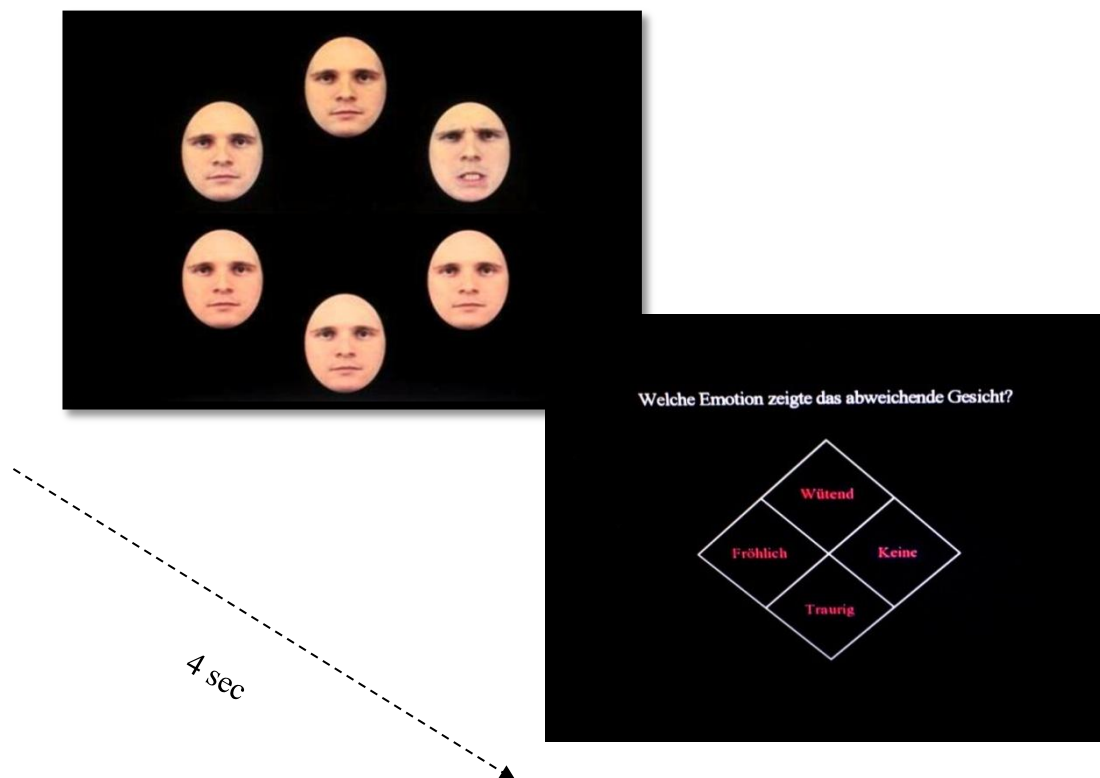 Welche Emotion zeigte das abweichende Gesicht?
Wütend
Fröhlich
Keine
Traurig
4 sec